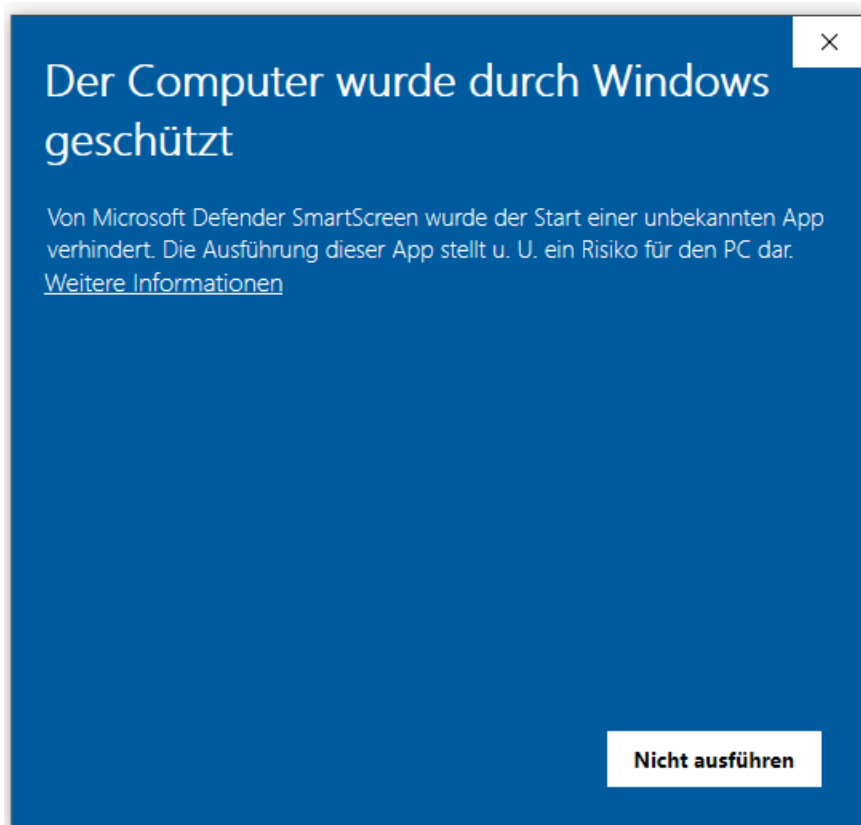 Der Computer wurde durch Windows
geschützt
Von Microsoft Defender SmartScreen wurde der Start einer unbekannten App
verhindert. Die Ausführung dieser App stellt u. U. ein Risiko für den PC dar.
Weitere Informationen
Nicht ausführen